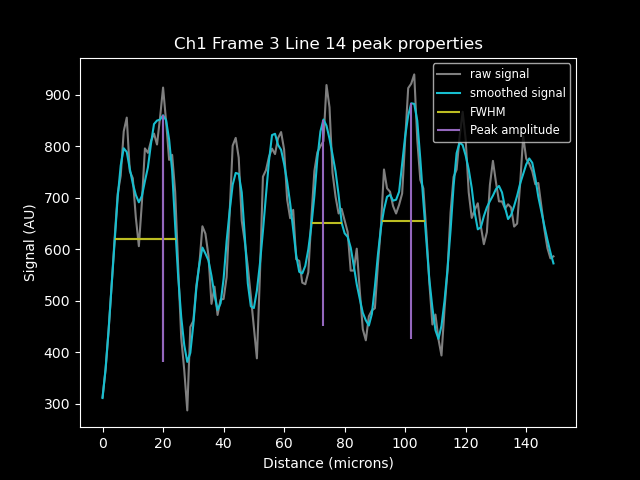 Ch1 Frame 3 Line 14 peak properties
raw signal
smoothed signal
FWHM
Peak amplitude
Signal (AU)
900
800
700
600
500
400
300
0 20 40 60 80 100 120 140
Distance (microns)